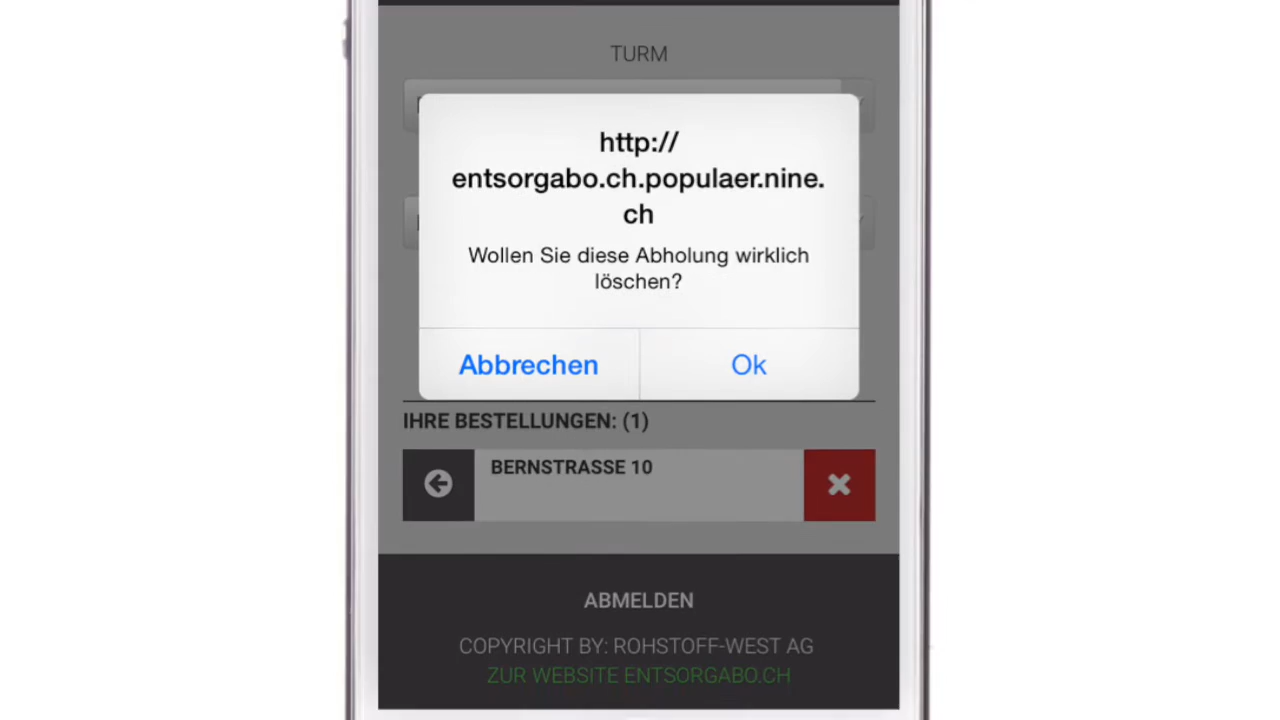 TURM
http://
entsorgabo.ch.populaer.nine.
ch
Wollen Sie diese Abholung wirklich
löschen?
Abbrechen
Ok
IHRE BESTELLUNGEN: (1)
BERNSTRASSE 10
ABMELDEN
COPYRIGHT BY: ROHSTOFF-WEST AG
ZUR WEBSITE ENTSORGABO.CH